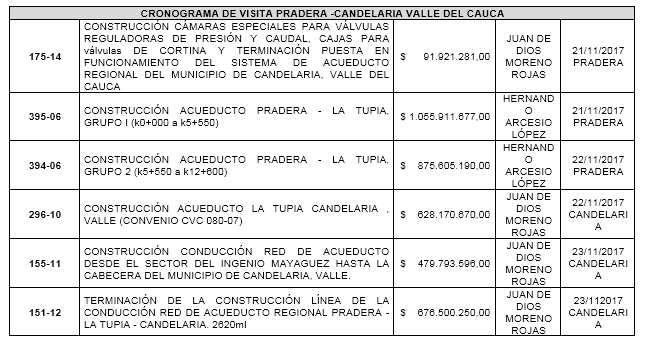 CRONOGRAMA DE VISITA PRADERA -CANDELARIA VALLE DEL CAUCA
175-14
CONSTRUCCIÓN CÁMARAS ESPECIALES PARA VÁLVULAS
REGULADORAS DE PRESIÓN Y CAUDAL, CAJAS PARA
válvulas DE CORTINA Y TERMINACIÓN PUESTA EN
FUNCIONAMIENTO DEL SISTEMA DE ACUEDUCTO
REGIONAL DEL MUNICIPIO DE CANDELARIA, VALLE DEL
CAUCA
$ 91.921.281,00
JUAN DE
DIOS
MORENO
ROJAS
21/11/2017
PRADERA
395-06
CONSTRUCCIÓN ACUEDUCTO PRADERA - LA TUPIA,
GRUPO I (k0+000 a k5+550)
$ 1.055.911.677,00
HERNAND
O
ARCESIO
LÓPEZ
21/11/2017
PRADERA
394-06
CONSTRUCCIÓN ACUEDUCTO PRADERA - LA TUPIA,
GRUPO 2 (k5+550 a k12+600)
$ 875.605.190,00
HERNAND
O
ARCESIO
LÓPEZ
22/11/2017
PRADERA
296-10
CONSTRUCCIÓN ACUEDUCTO LA TUPIA CANDELARIA ,
VALLE (CONVENIO CVC 080-07)
$ 628.170.670,00
JUAN DE
DIOS
MORENO
ROJAS
22/11/2017
CANDELARI
A
155-11
CONSTRUCCIÓN CONDUCCIÓN RED DE ACUEDUCTO
DESDE EL SECTOR DEL INGENIO MAYAGUEZ HASTA LA
CABECERA DEL MUNICIPIO DE CANDELARIA, VALLE.
$ 479.793.596,00
JUAN DE
DIOS
MORENO
ROJAS
23/11/2017
CANDELARI
A
151-12
TERMINACIÓN DE LA CONSTRUCCIÓN LÍNEA DE LA
CONDUCCIÓN RED DE ACUEDUCTO REGIONAL PRADERA -
LA TUPIA - CANDELARIA. 2620ml
$ 676.500.250,00
JUAN DE
DIOS
MORENO
ROJAS
23/112017
CANDELARI
A